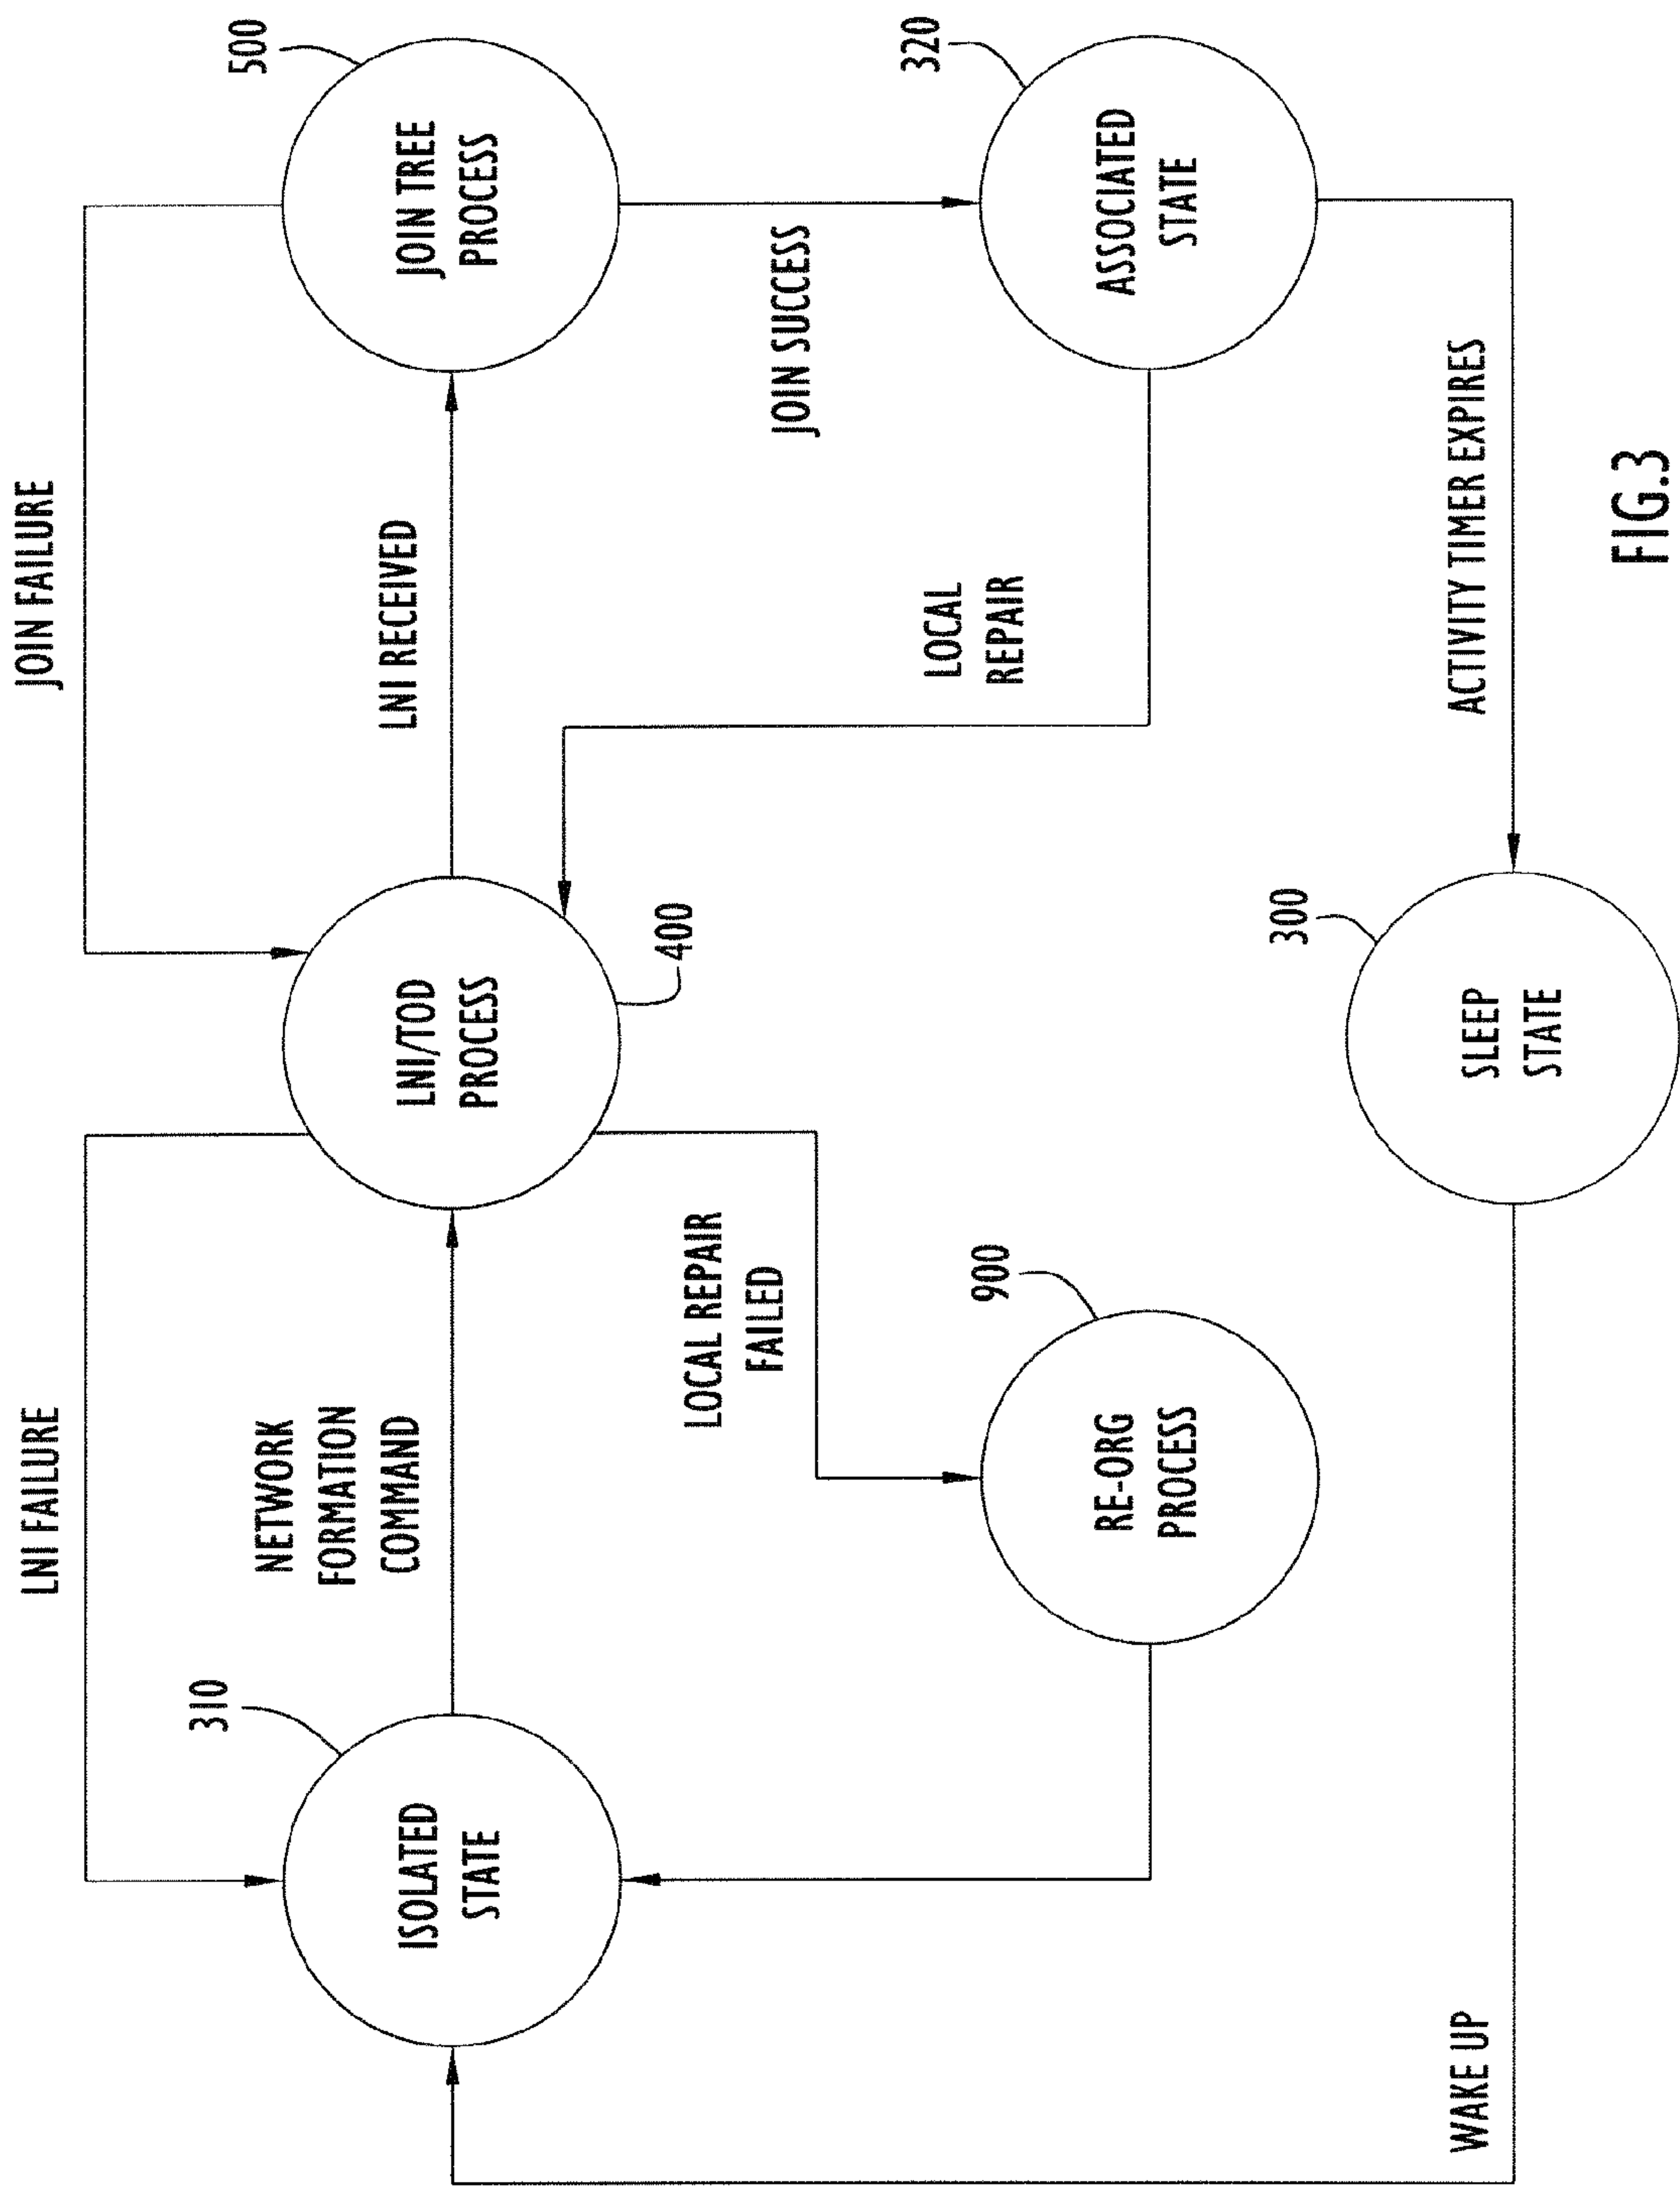 LNI FAILURE
JOIN FAILURE
310
NETWORK
FORMATION
COMMAND
LNI RECEIVED
500
ISOLATED
STATE
LNI/TOD
PROCESS
JOIN TREE
PROCESS
400
LOCAL REPAIR
FAILED
JOIN SUCCESS
900
LOCAL
REPAIR
320
RE-ORG
PROCESS
ASSOCIATED
STATE
300
WAKE UP
SLEEP
STATE
ACTIVITY TIMER EXPIRES
FIG.3